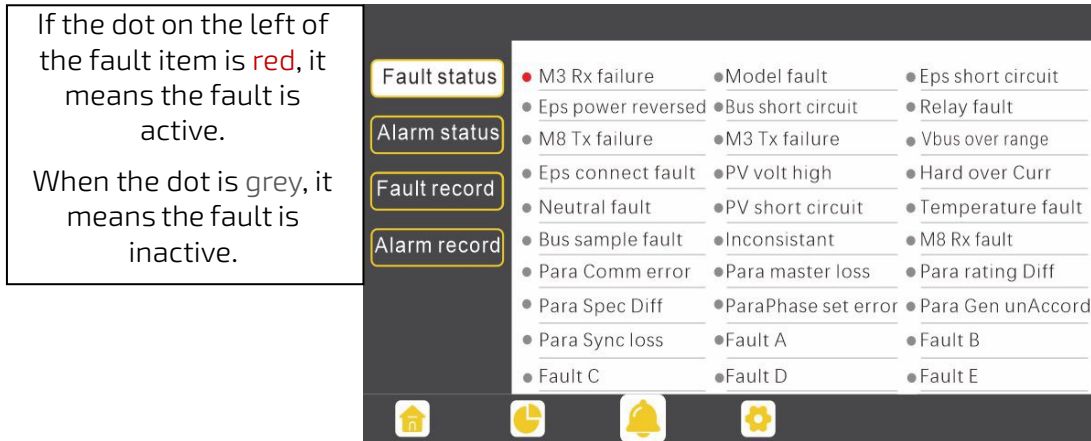 If the dot on the left of
the fault item is red, it
means the fault is
active.
When the dot is grey, it
means the fault is
inactive.
Fault status
Alarm status
Fault record
Alarm record
M3 Rx failure Model fault Eps short circuit
Eps power reversed Bus short circuit Relay fault
M8 Tx failure M3 Tx failure Vbus over range
Eps connect fault PV volt high Hard over Curr
Neutral fault PV short circuit Temperature fault
Bus sample fault Inconsistant M8 Rx fault
Para Comm error Para master loss Para rating Diff
Para Spec Diff ParaPhase set error Para Gen unAccord
Para Sync loss Fault A Fault B
Fault C Fault D Fault E